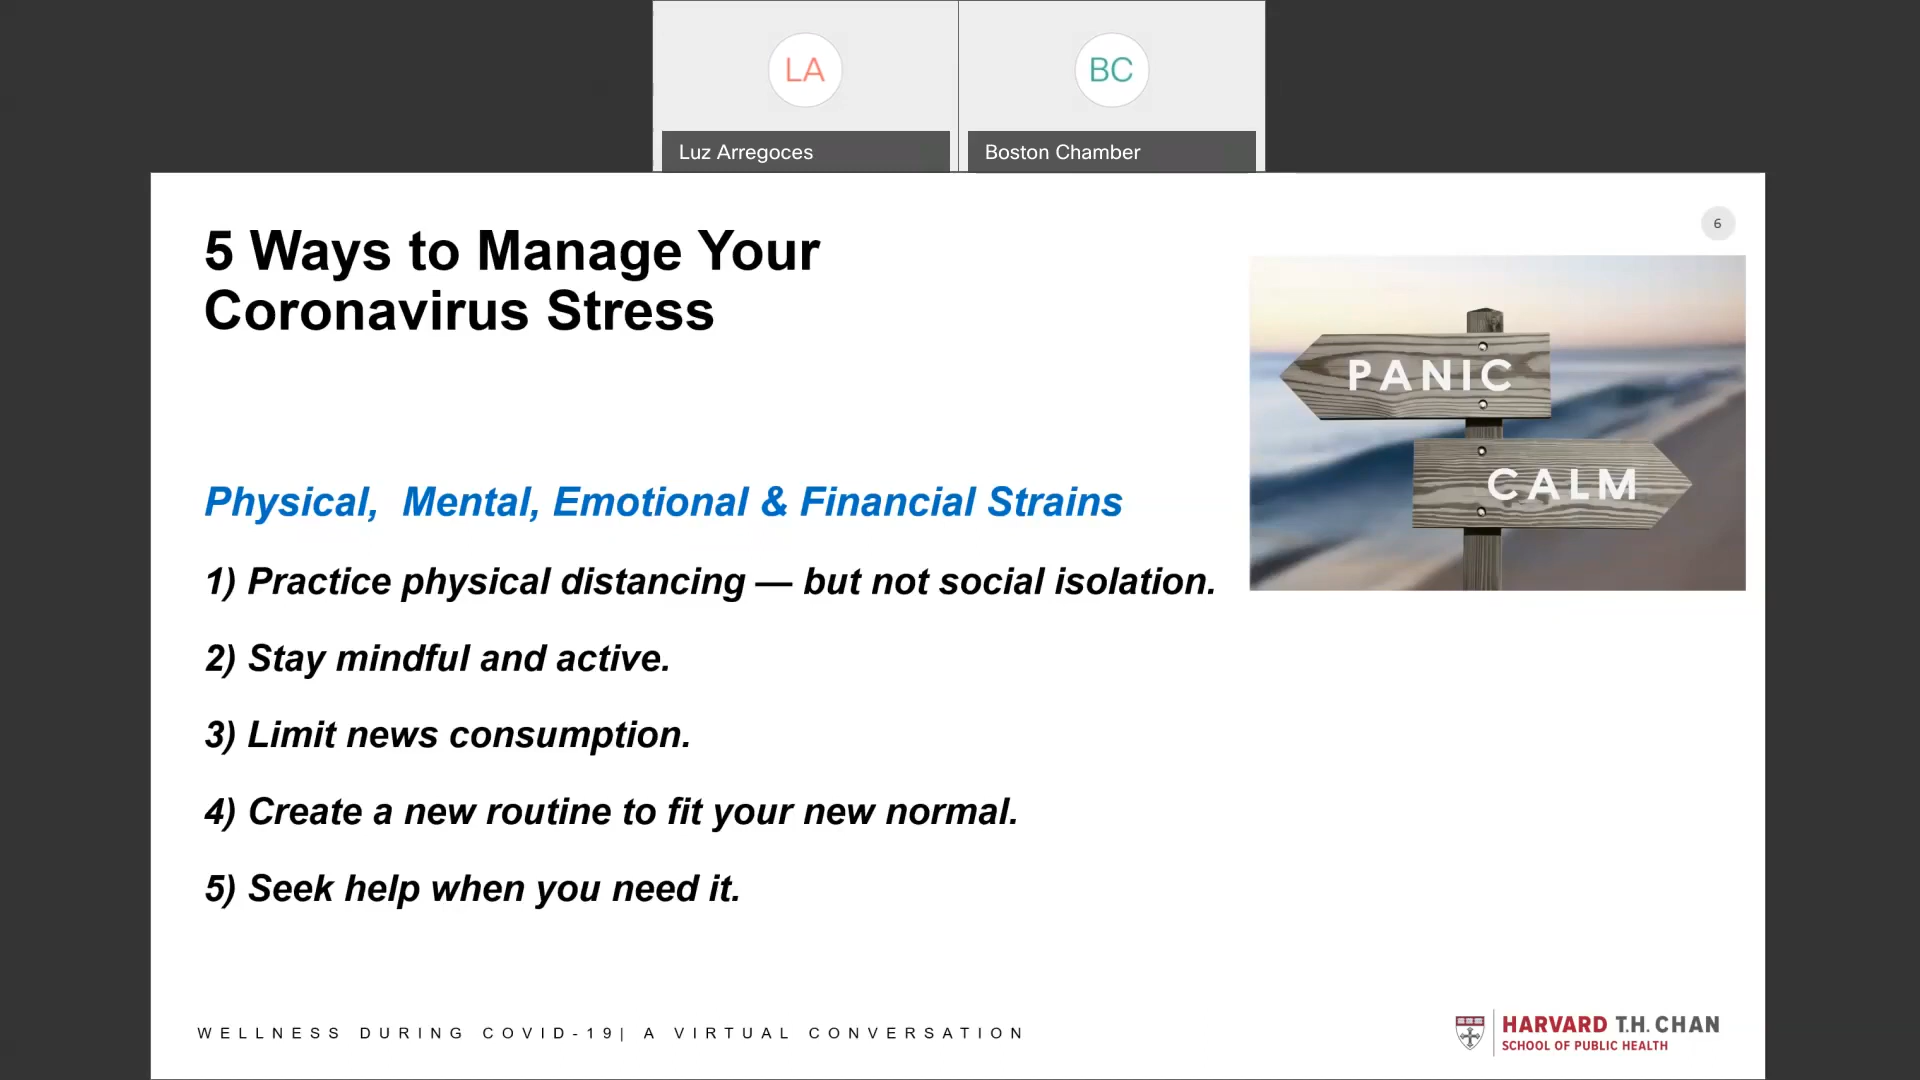 LA
BC
Luz Arregoces
Boston Chamber
6
5 Ways to Manage Your
Coronavirus Stress
PANIC
CALM
Physical,  Mental, Emotional & Financial Strains
1) Practice physical distancing — but not social isolation.
2) Stay mindful and active.
3) Limit news consumption.
4) Create a new routine to fit your new normal.
5) Seek help when you need it.
WELLNESS DURING COVID-19| A VIRTUAL CONVERSATION
HARVARD T.H. CHAN
SCHOOL OF PUBLIC HEALTH